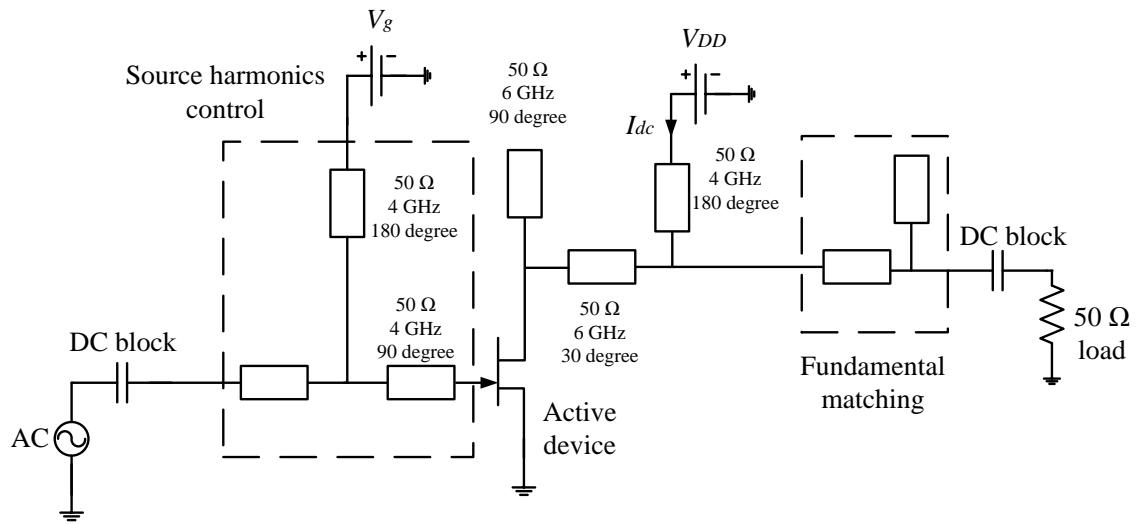 Vg
+ −
Source harmonics
control
50 Ω
6 GHz
90 degree
VDD
+ −
Idc
50 Ω
4 GHz
180 degree
50 Ω
4 GHz
180 degree
DC block
50 Ω
4 GHz
90 degree
50 Ω
6 GHz
30 degree
50 Ω
load
DC block
Fundamental
matching
AC
Active
device